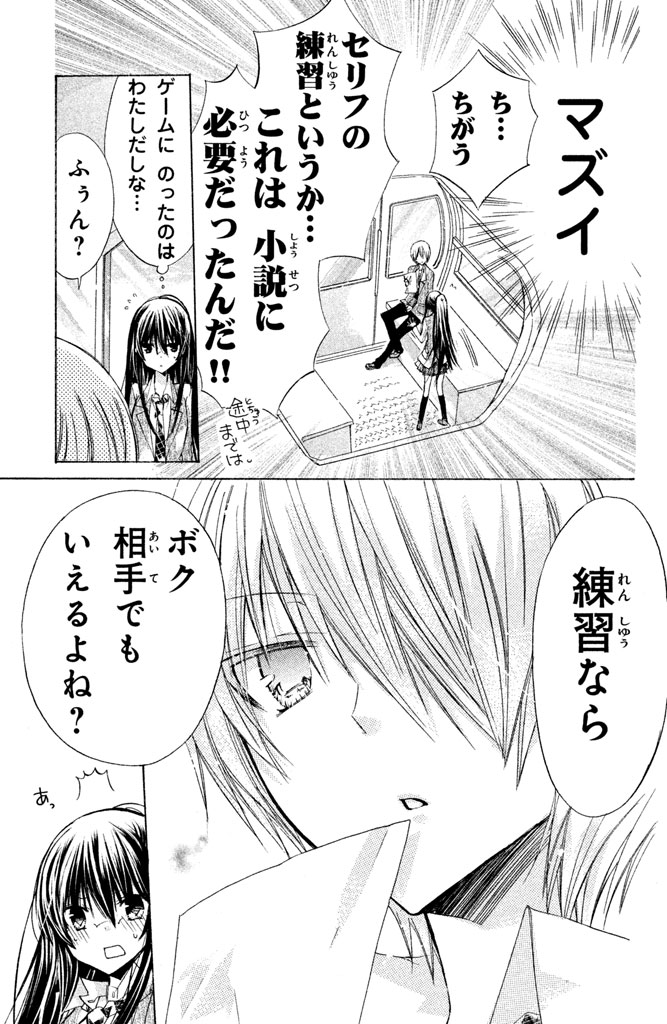 マズイ
ち…
ちがう
セリフの
練習というか…
これは 小説に
必要だったんだ!!
途中
までは。
ゲームに のったのは
わたしだしな…
ふぅん?
練習なら
ボク
相手でも
いえるよね?
あっ